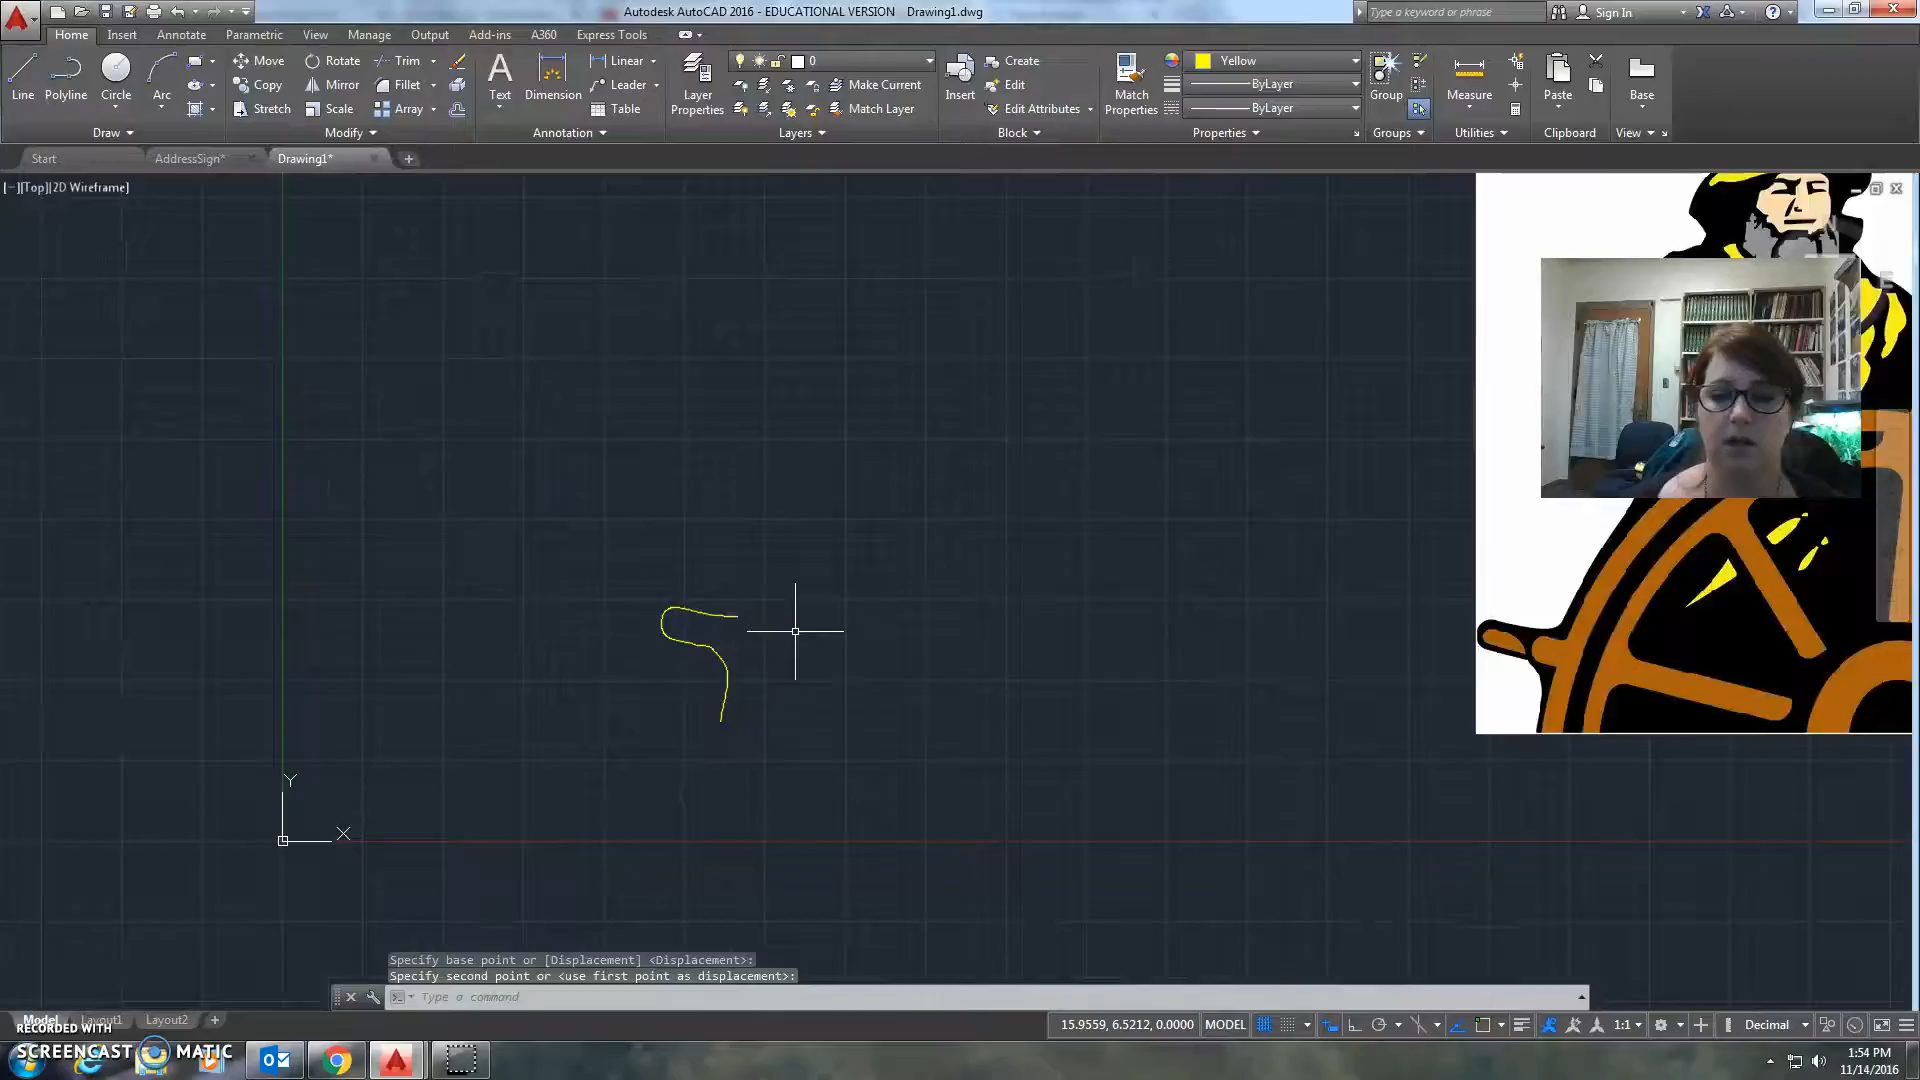 Autodesk AutoCAD 2016 - EDUCATIONAL VERSION Drawing1.dwg
Type a keyword or phrase
Sign In
Home Insert Annotate Parametric View Manage Output Add-ins A360 Express Tools
Line Polyline Circle Arc
Move Rotate Trim
Copy Mirror Fillet
Stretch Scale Array
Text Dimension
Linear
Leader
Table
Layer Properties
0
Make Current
Match Layer
Insert
Create
Edit
Edit Attributes
Match Properties
Yellow
ByLayer
ByLayer
Group Measure Paste Base
Draw Modify Annotation Layers Block Properties Groups Utilities Clipboard View
Start AddressSign* Drawing1*
[−][Top][2D Wireframe]
E
Y
X
Specify base point or [Displacement] <Displacement>:
Specify second point or <use first point as displacement>:
Type a command
Model Layout1 Layout2
15.9559, 6.5212, 0.0000 MODEL 1:1 Decimal
RECORDED WITH
SCREENCAST MATIC
1:54 PM
11/14/2016